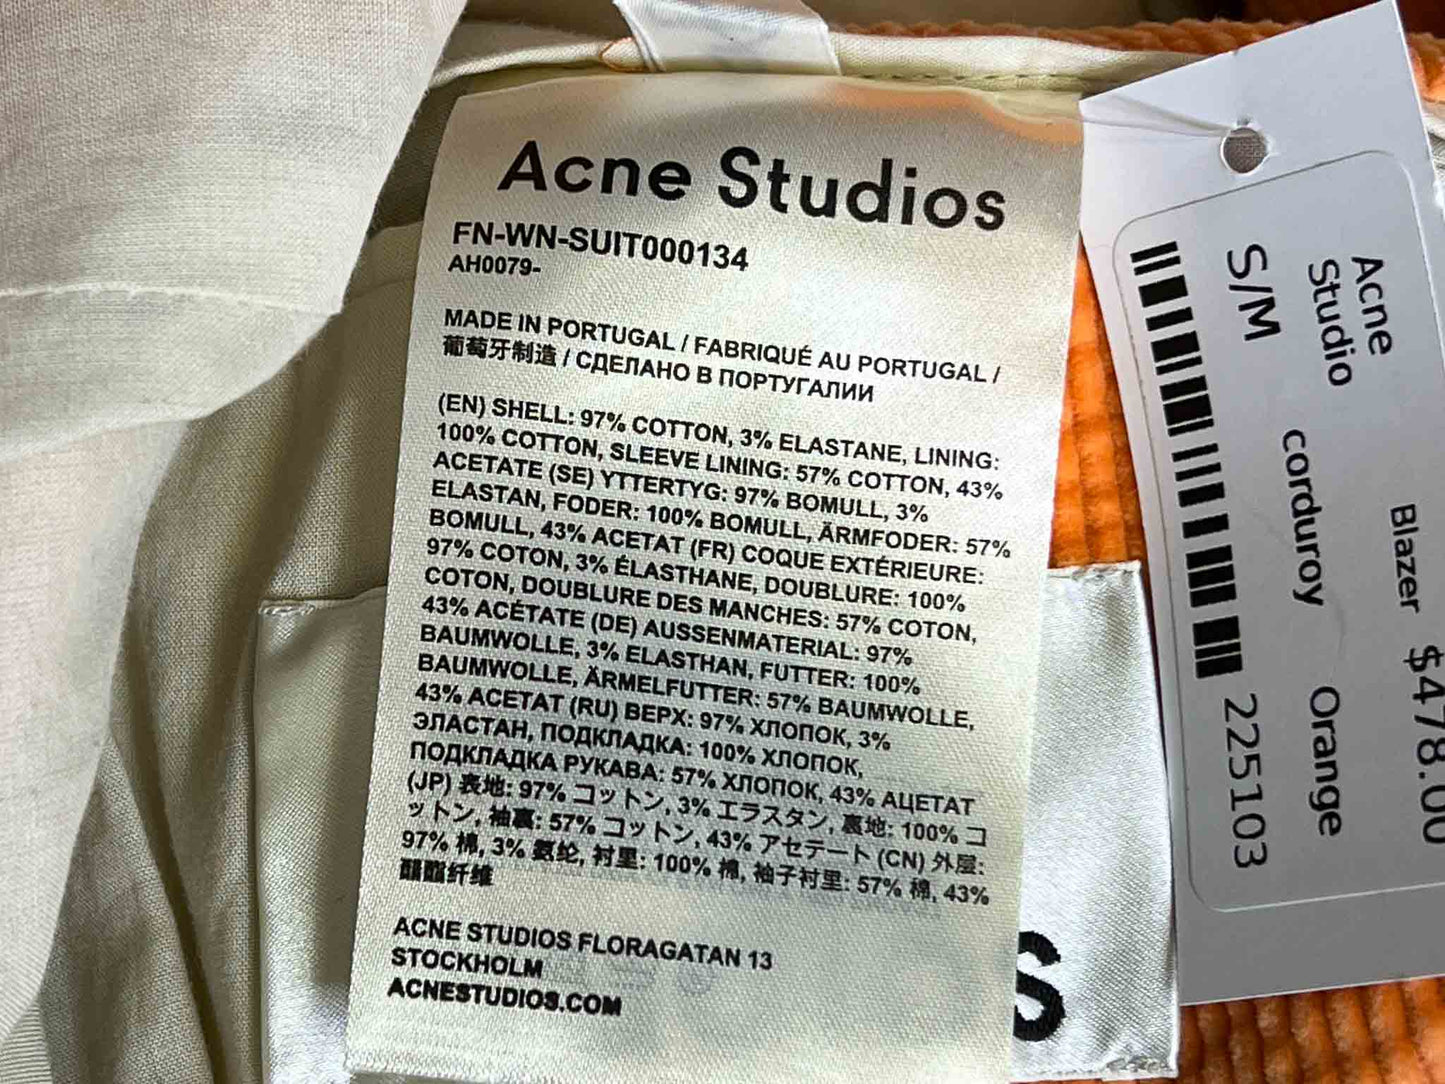 Acne Studios
FN-WN-SUIT000134
AH0079-
MADE IN PORTUGAL / FABRIQUÉ AU PORTUGAL /
葡萄牙制造 / СДЕЛАНО В ПОРТУГАЛИИ
(EN) SHELL: 97% COTTON, 3% ELASTANE, LINING:
100% COTTON, SLEEVE LINING: 57% COTTON, 43%
ACETATE (SE) YTTERTYG: 97% BOMULL, 3%
ELASTAN, FODER: 100% BOMULL, ÄRMFODER: 57%
BOMULL, 43% ACETAT (FR) COQUE EXTÉRIEURE:
97% COTON, 3% ÉLASTHANE, DOUBLURE: 100%
COTON, DOUBLURE DES MANCHES: 57% COTON,
43% ACÉTATE (DE) AUSSENMATERIAL: 97%
BAUMWOLLE, 3% ELASTHAN, FUTTER: 100%
BAUMWOLLE, ÄRMELFUTTER: 57% BAUMWOLLE,
43% ACETAT (RU) ВЕРХ: 97% ХЛОПОК, 3%
ЭЛАСТАН, ПОДКЛАДКА: 100% ХЛОПОК,
ПОДКЛАДКА РУКАВА: 57% ХЛОПОК, 43% АЦЕТАТ
(JP) 表地: 97% コットン, 3% エラスタン, 裏地: 100% コ
ットン, 袖裏: 57% コットン, 43% アセテート (CN) 外层:
97% 棉, 3% 氨纶, 衬里: 100% 棉, 袖子衬里: 57% 棉, 43%
醋酯纤维
ACNE STUDIOS FLORAGATAN 13
STOCKHOLM
ACNESTUDIOS.COM
S
Acne
Studio
S/M
corduroy
Blazer
Orange
$478.00
225103